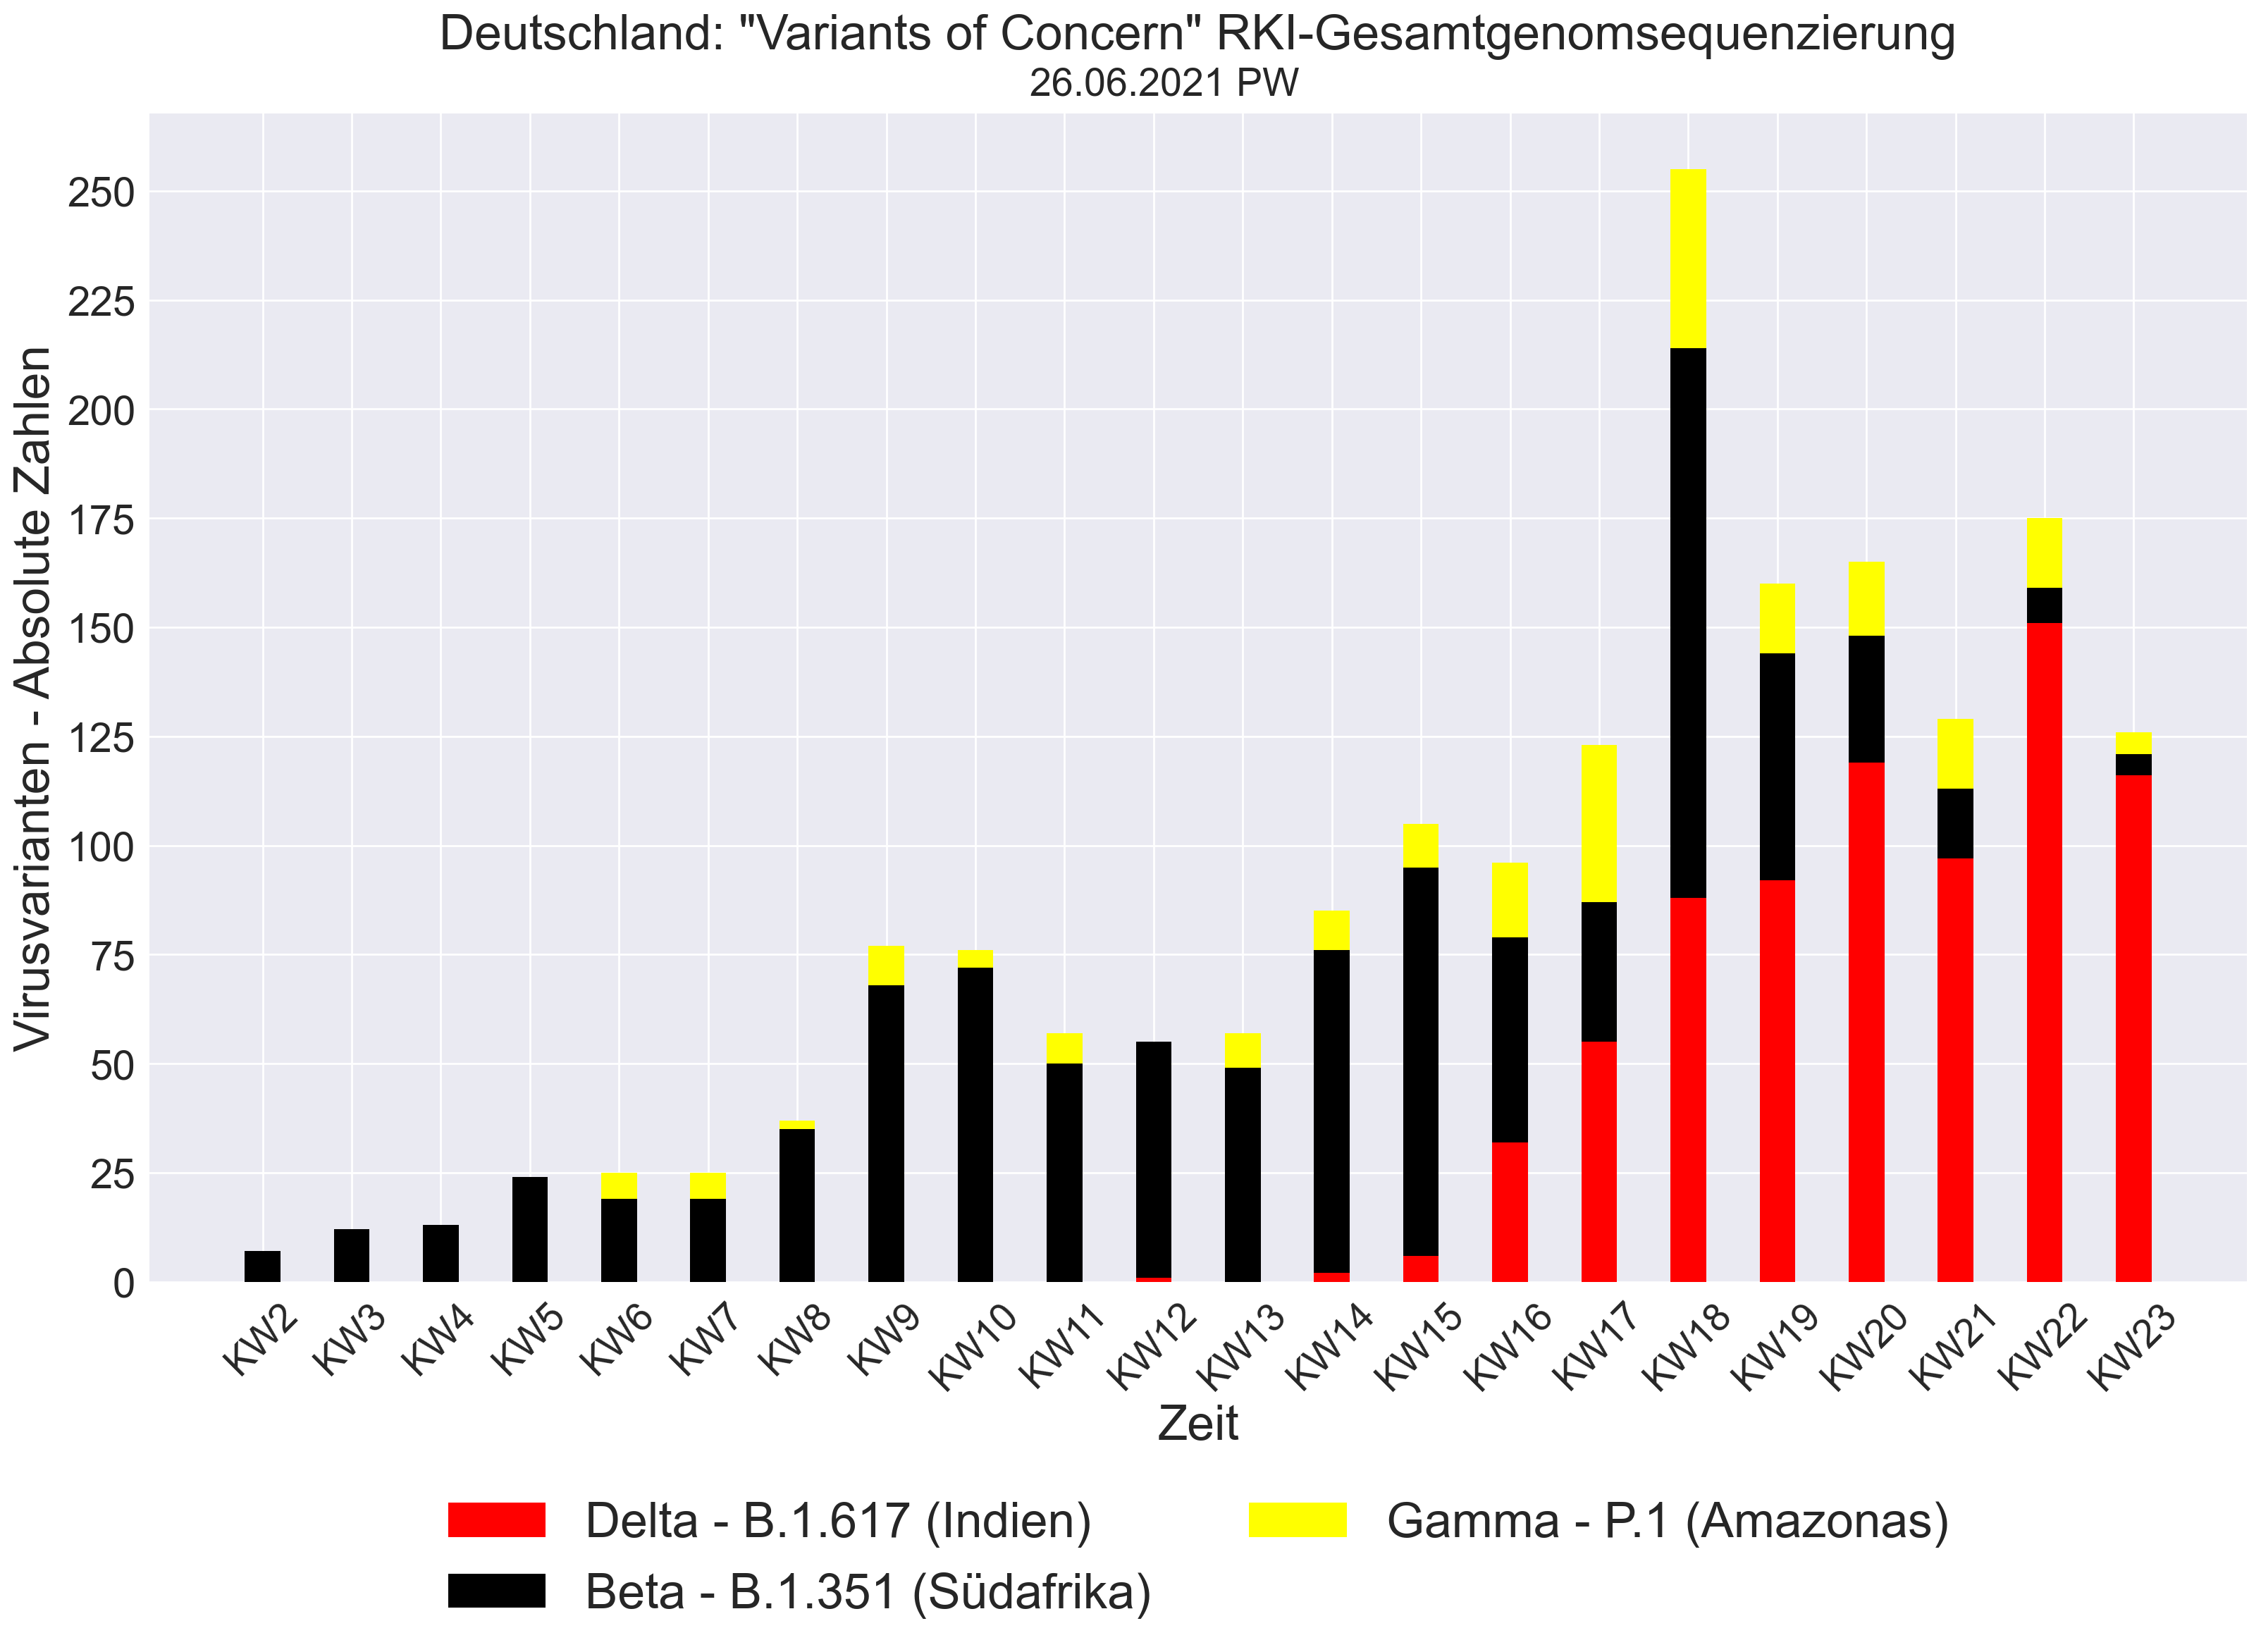 Deutschland: "Variants of Concern" RKI-Gesamtgenomsequenzierung
26.06.2021 PW
Virusvarianten - Absolute Zahlen
250
225
200
175
150
125
100
75
50
25
0
KW2 KW3 KW4 KW5 KW6 KW7 KW8 KW9 KW10 KW11 KW12 KW13 KW14 KW15 KW16 KW17 KW18 KW19 KW20 KW21 KW22 KW23
Zeit
Delta - B.1.617 (Indien)
Beta - B.1.351 (Südafrika)
Gamma - P.1 (Amazonas)